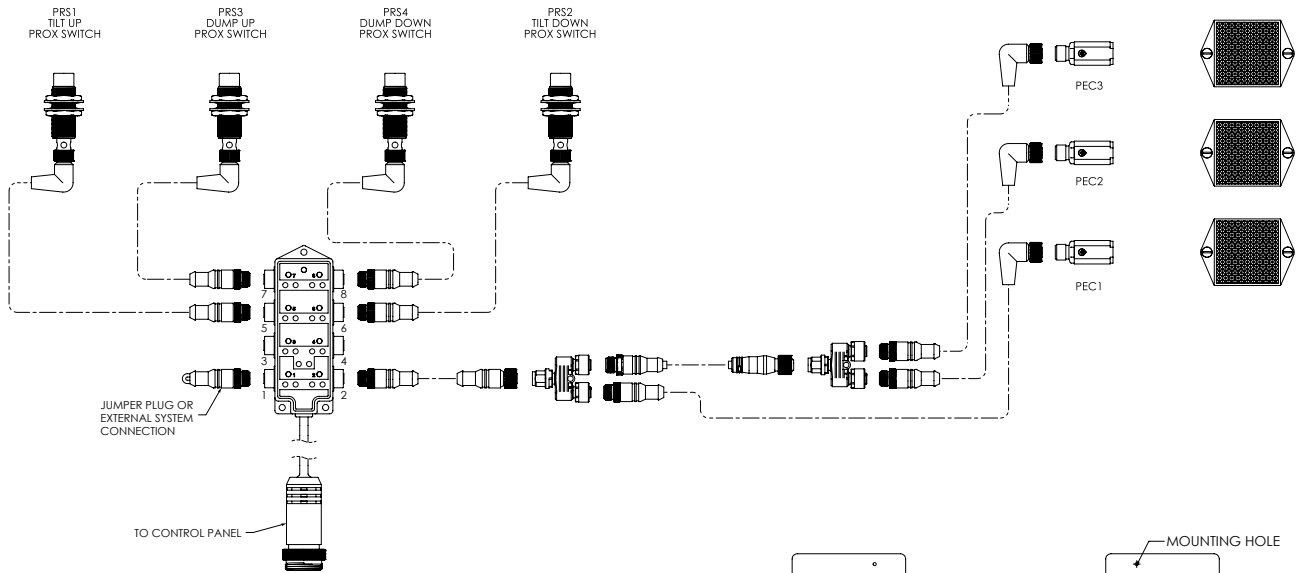 PRS1
TILT UP
PROX SWITCH
PRS3
DUMP UP
PROX SWITCH
PRS4
DUMP DOWN
PROX SWITCH
PRS2
TILT DOWN
PROX SWITCH
PEC3
PEC2
PEC1
7
8
5
6
3
4
1
2
JUMPER PLUG OR
EXTERNAL SYSTEM
CONNECTION
TO CONTROL PANEL
MOUNTING HOLE